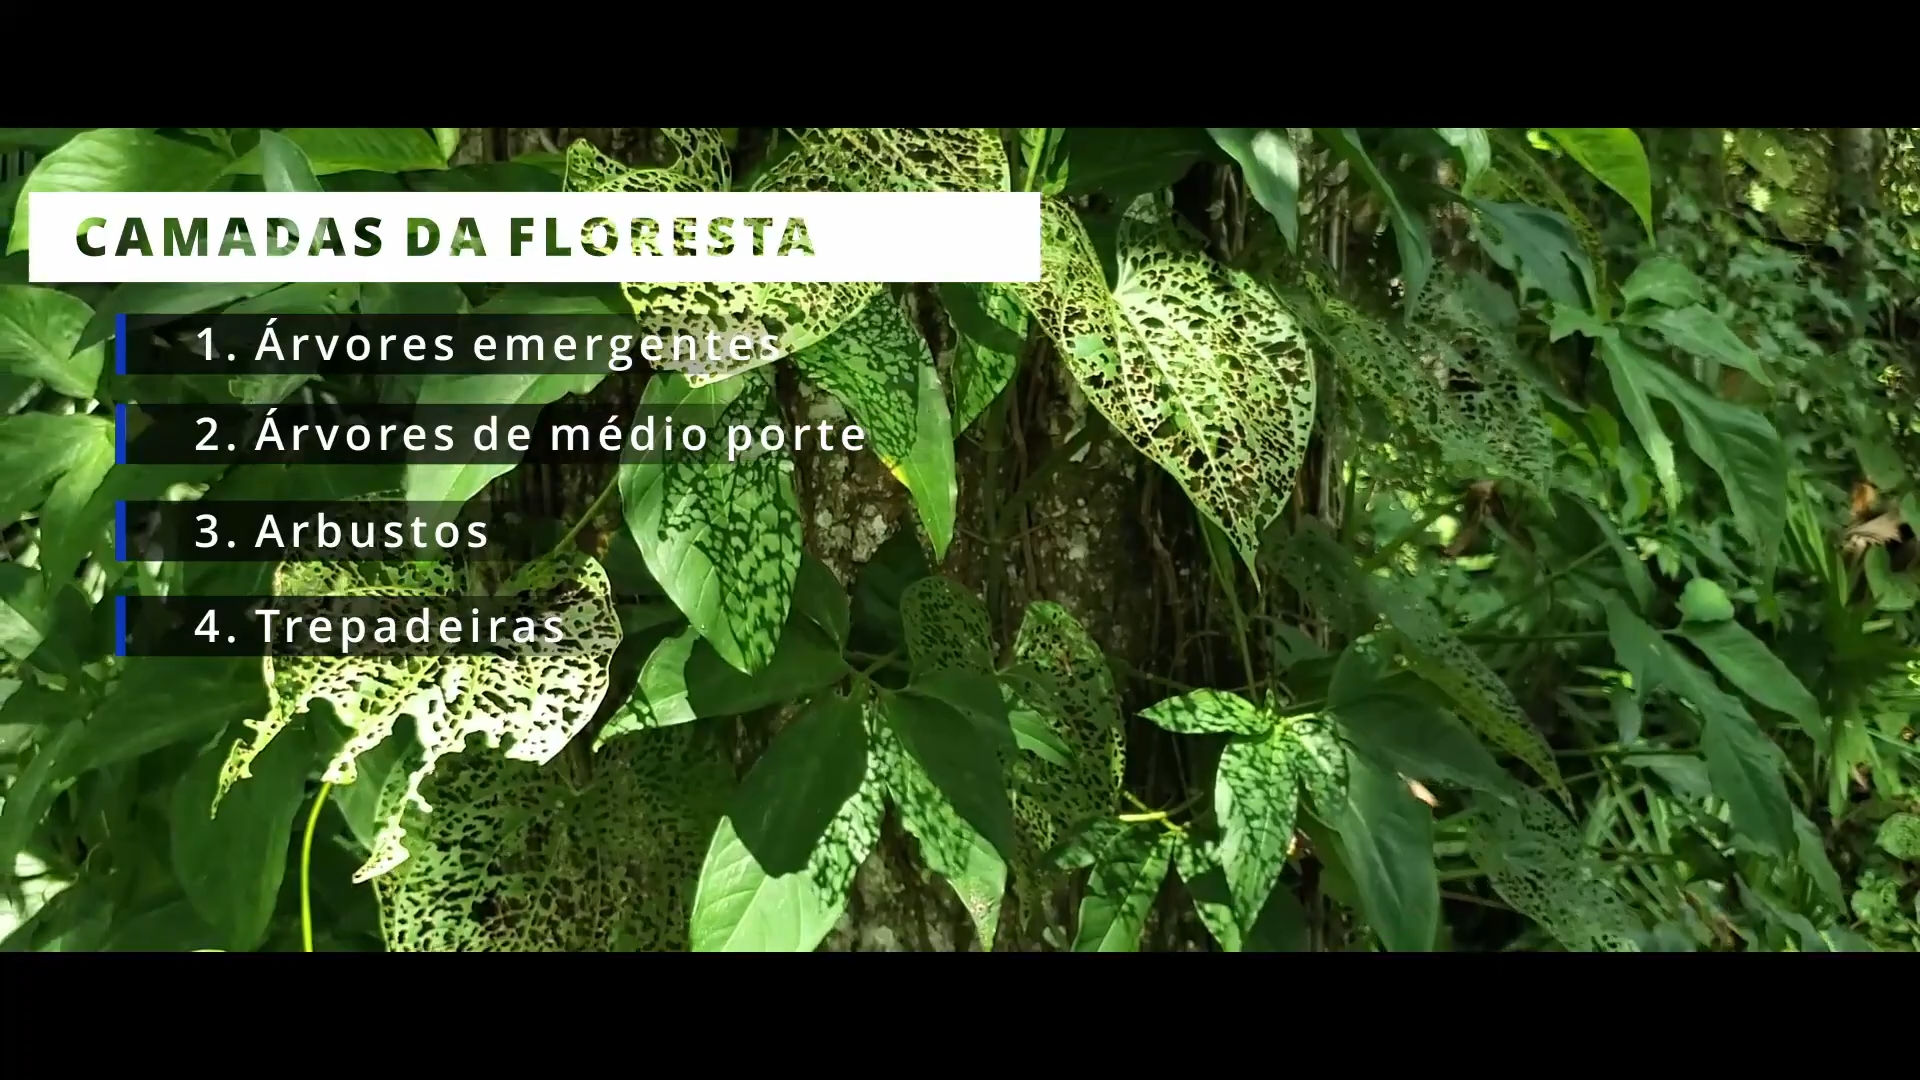 CAMADAS DA FLORESTA
1. Árvores emergentes
2. Árvores de médio porte
3. Arbustos
4. Trepadeiras